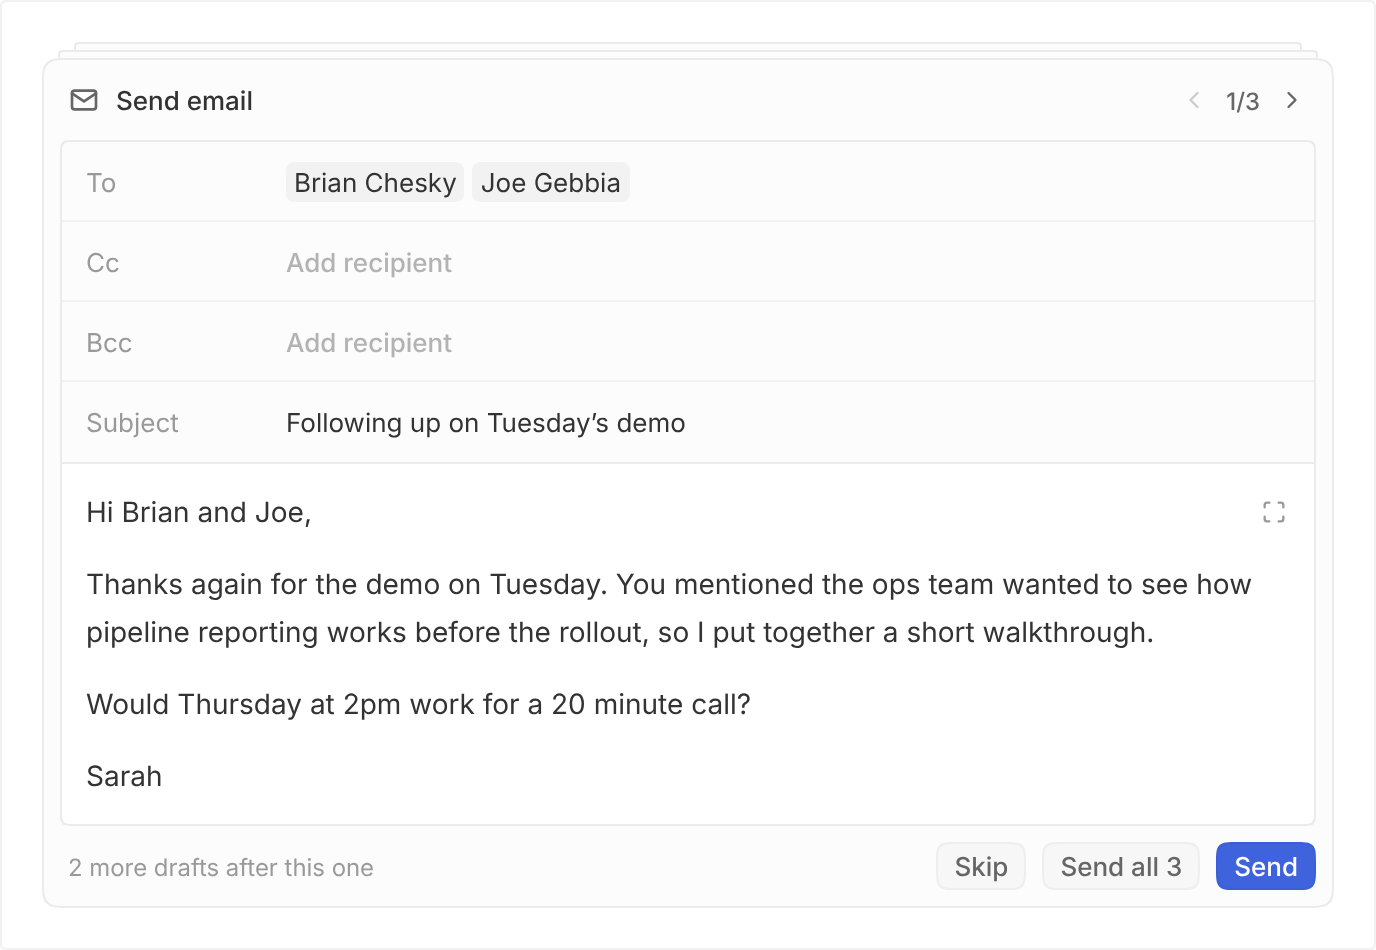 Send email
1/3
To Brian Chesky Joe Gebbia
Cc Add recipient
Bcc Add recipient
Subject Following up on Tuesday’s demo
Hi Brian and Joe,
Thanks again for the demo on Tuesday. You mentioned the ops team wanted to see how
pipeline reporting works before the rollout, so I put together a short walkthrough.
Would Thursday at 2pm work for a 20 minute call?
Sarah
2 more drafts after this one
Skip Send all 3 Send